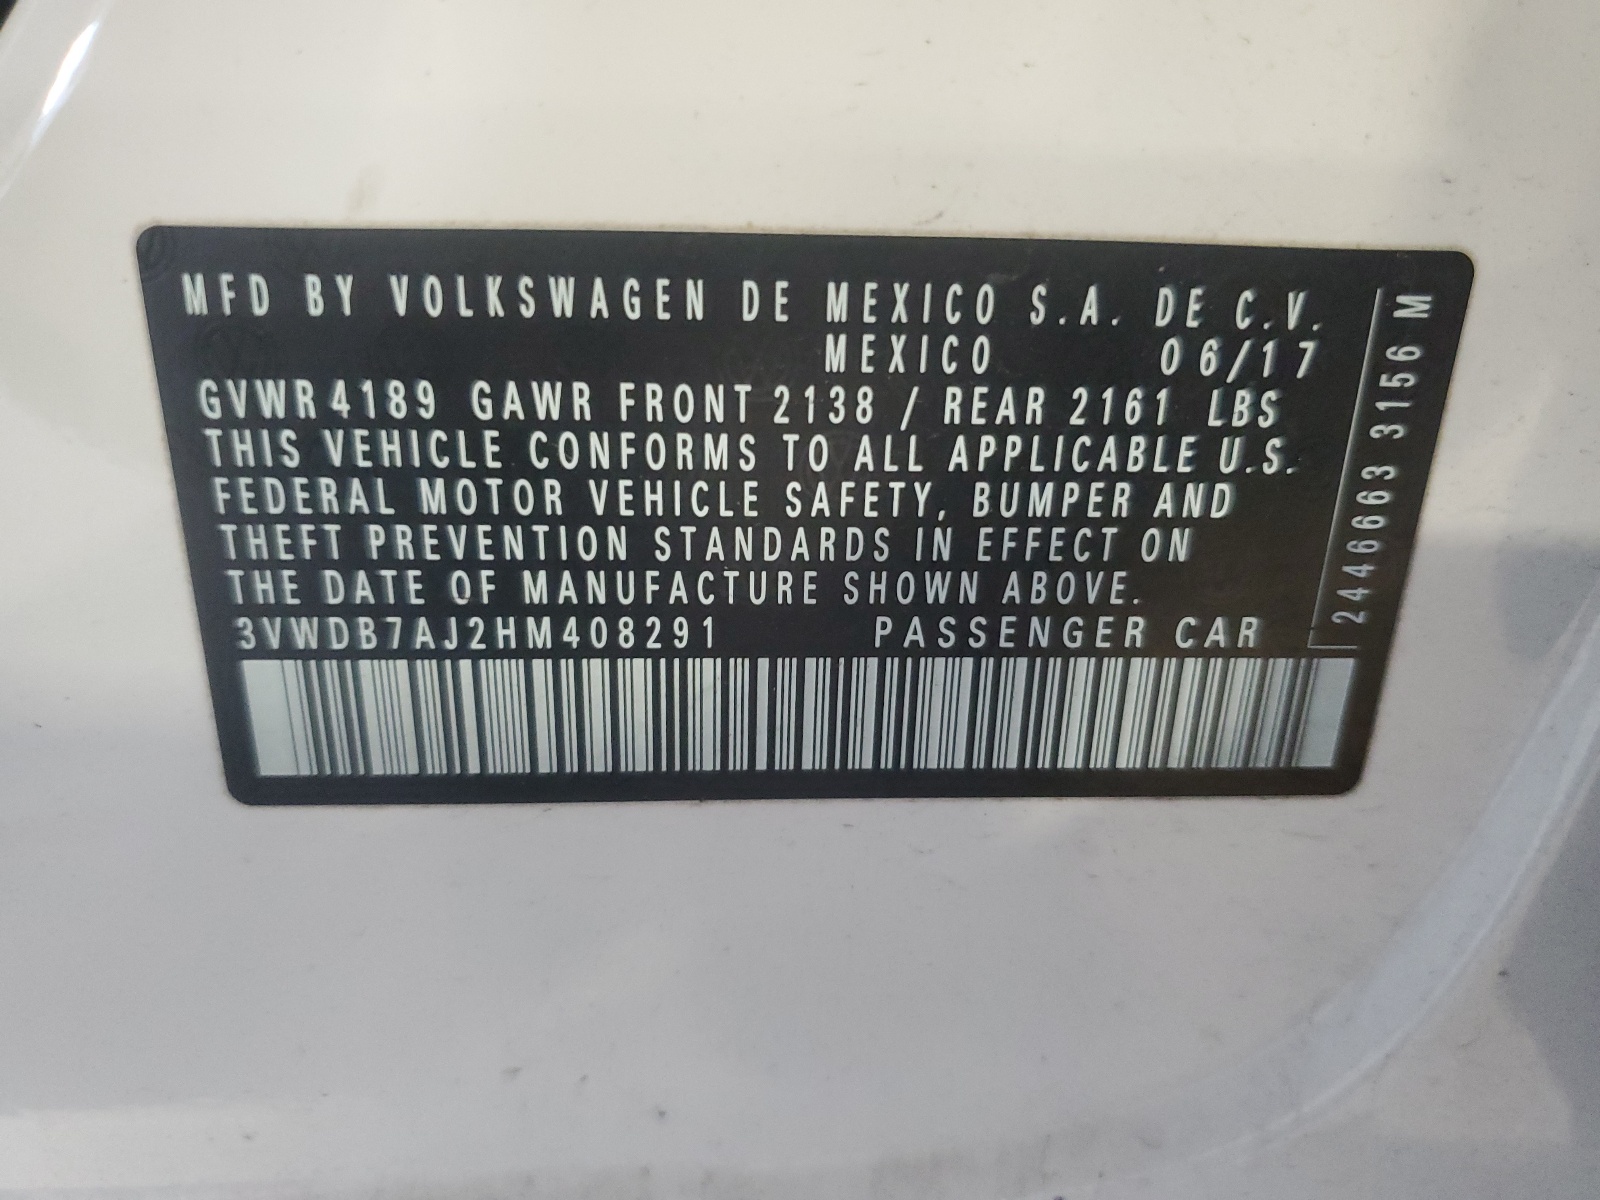 MFD BY VOLKSWAGEN DE MEXICO S.A. DE C.V.
MEXICO 06/17
GVWR 4189 GAWR FRONT 2138 / REAR 2161 LBS
THIS VEHICLE CONFORMS TO ALL APPLICABLE U.S.
FEDERAL MOTOR VEHICLE SAFETY, BUMPER AND
THEFT PREVENTION STANDARDS IN EFFECT ON
THE DATE OF MANUFACTURE SHOWN ABOVE.
3VWDB7AJ2HM408291 PASSENGER CAR
2446663 3156 M